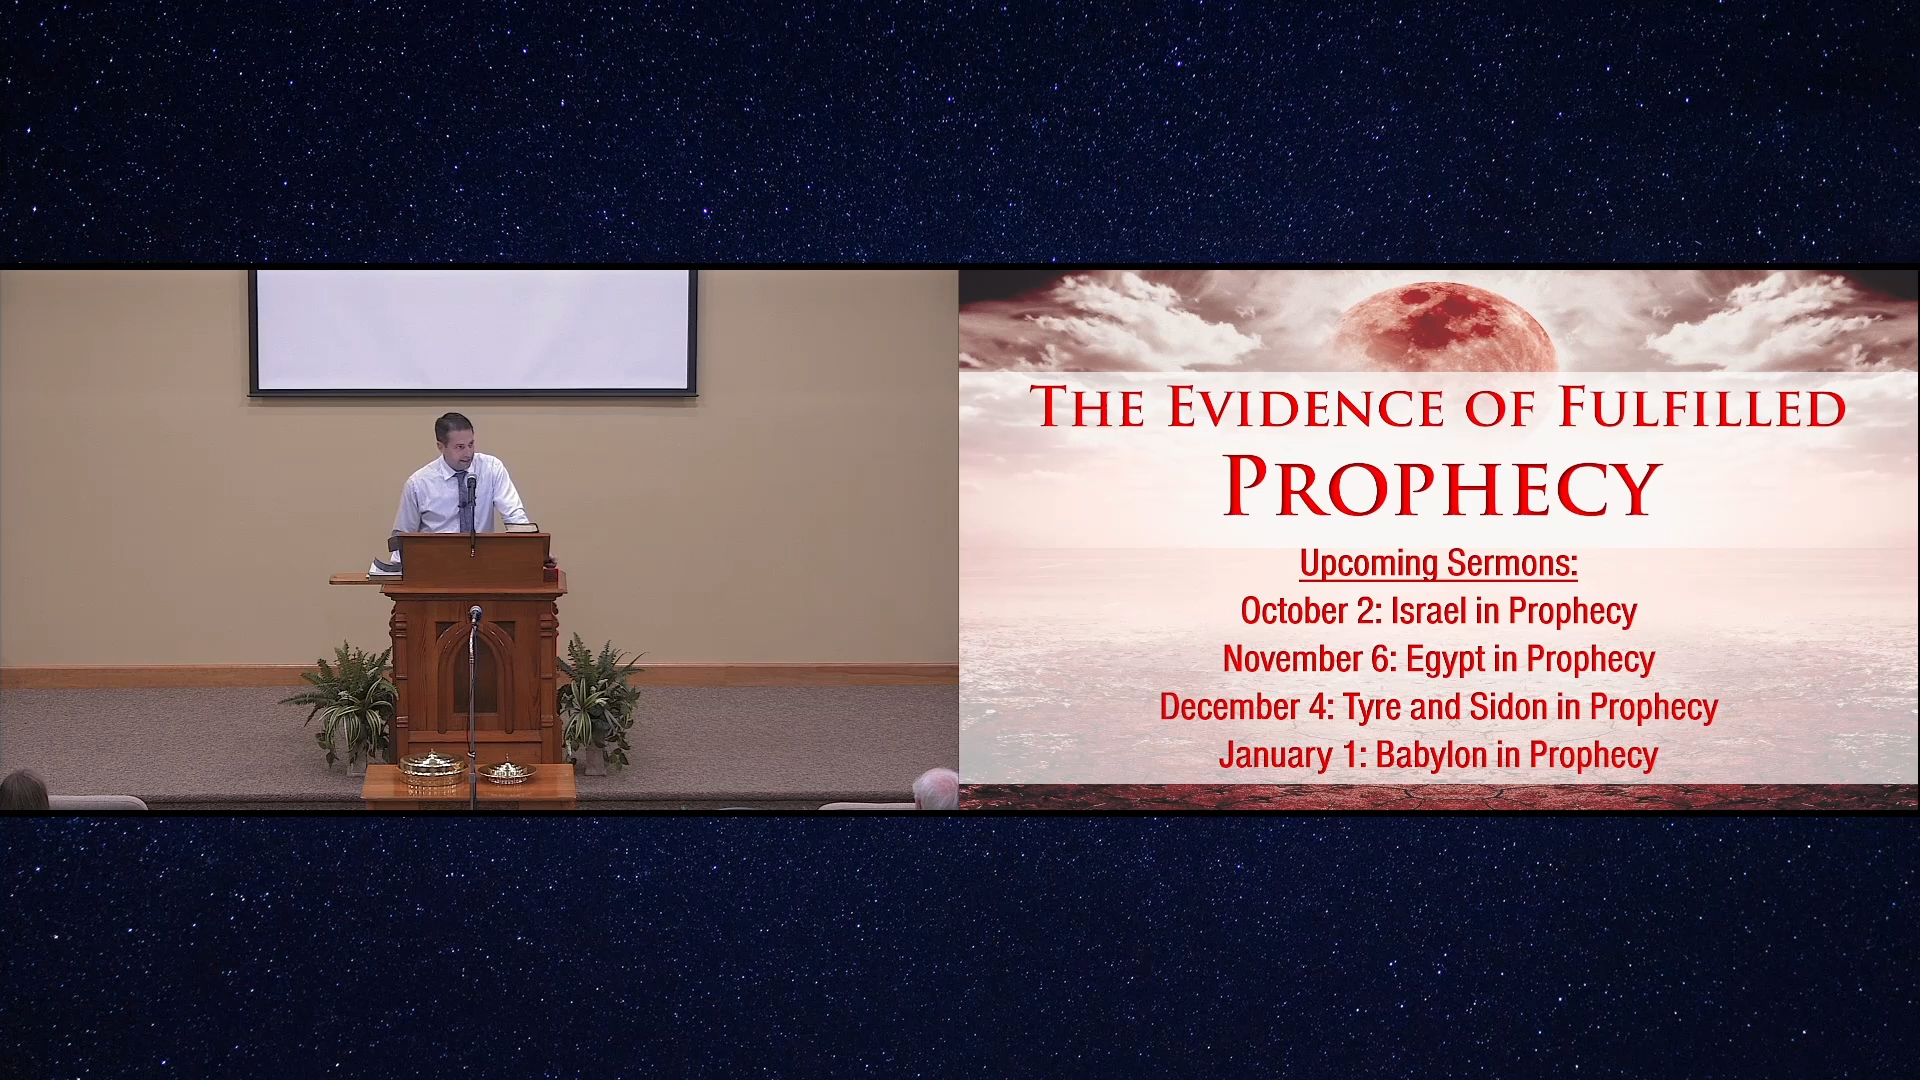 The Evidence of Fulfilled
Prophecy
Upcoming Sermons:
October 2: Israel in Prophecy
November 6: Egypt in Prophecy
December 4: Tyre and Sidon in Prophecy
January 1: Babylon in Prophecy